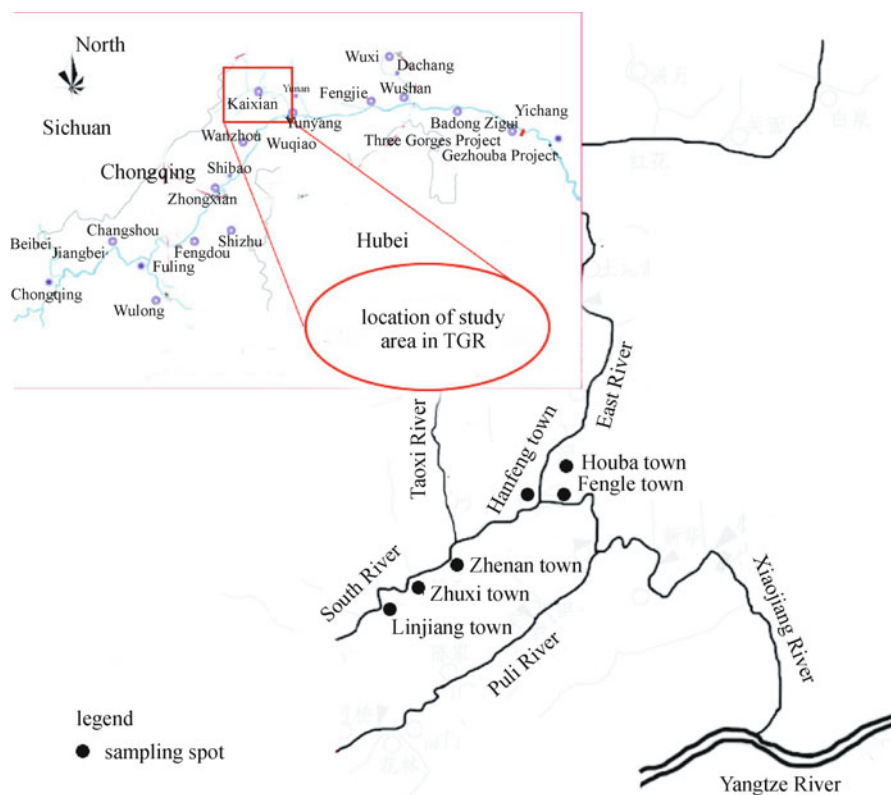 North
Sichuan
Kaixian
Yunan
Wuxi
Dachang
Fengjie
Wushan
Yunyang
Badong
Zigui
Yichang
Wanzhou
Wuqiao
Three Gorges Project
Gezhouba Project
Chongqing
Shibao
Zhongxian
Changshou
Beibei
Jiangbei
Fengdou
Shizhu
Hubei
Fuling
Chongqing
Wulong
location of study
area in TGR
Taoxi River
Hanfeng town
East River
Houba town
Fengle town
South River
Zhenan town
Zhuxi town
Linjiang town
Puli River
Xiaojiang River
legend
sampling spot
Yangtze River